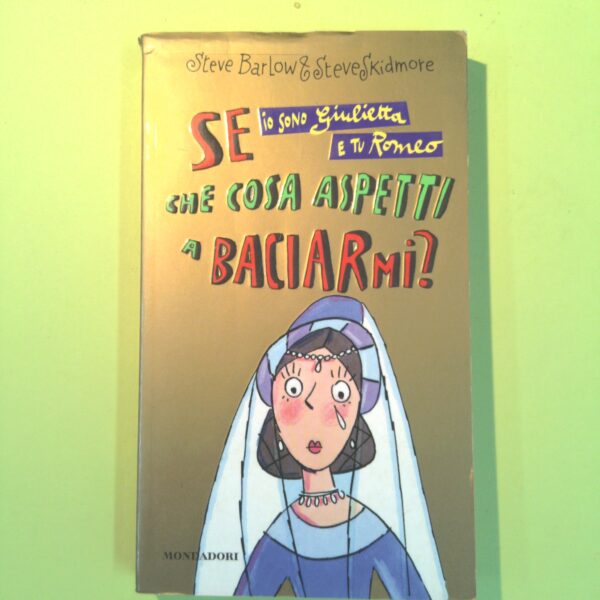 Steve Barlow & Steve Skidmore
SE io sono Giulietta
e tu Romeo
CHE COSA ASPETTI
A BACIARMI?
MONDADORI